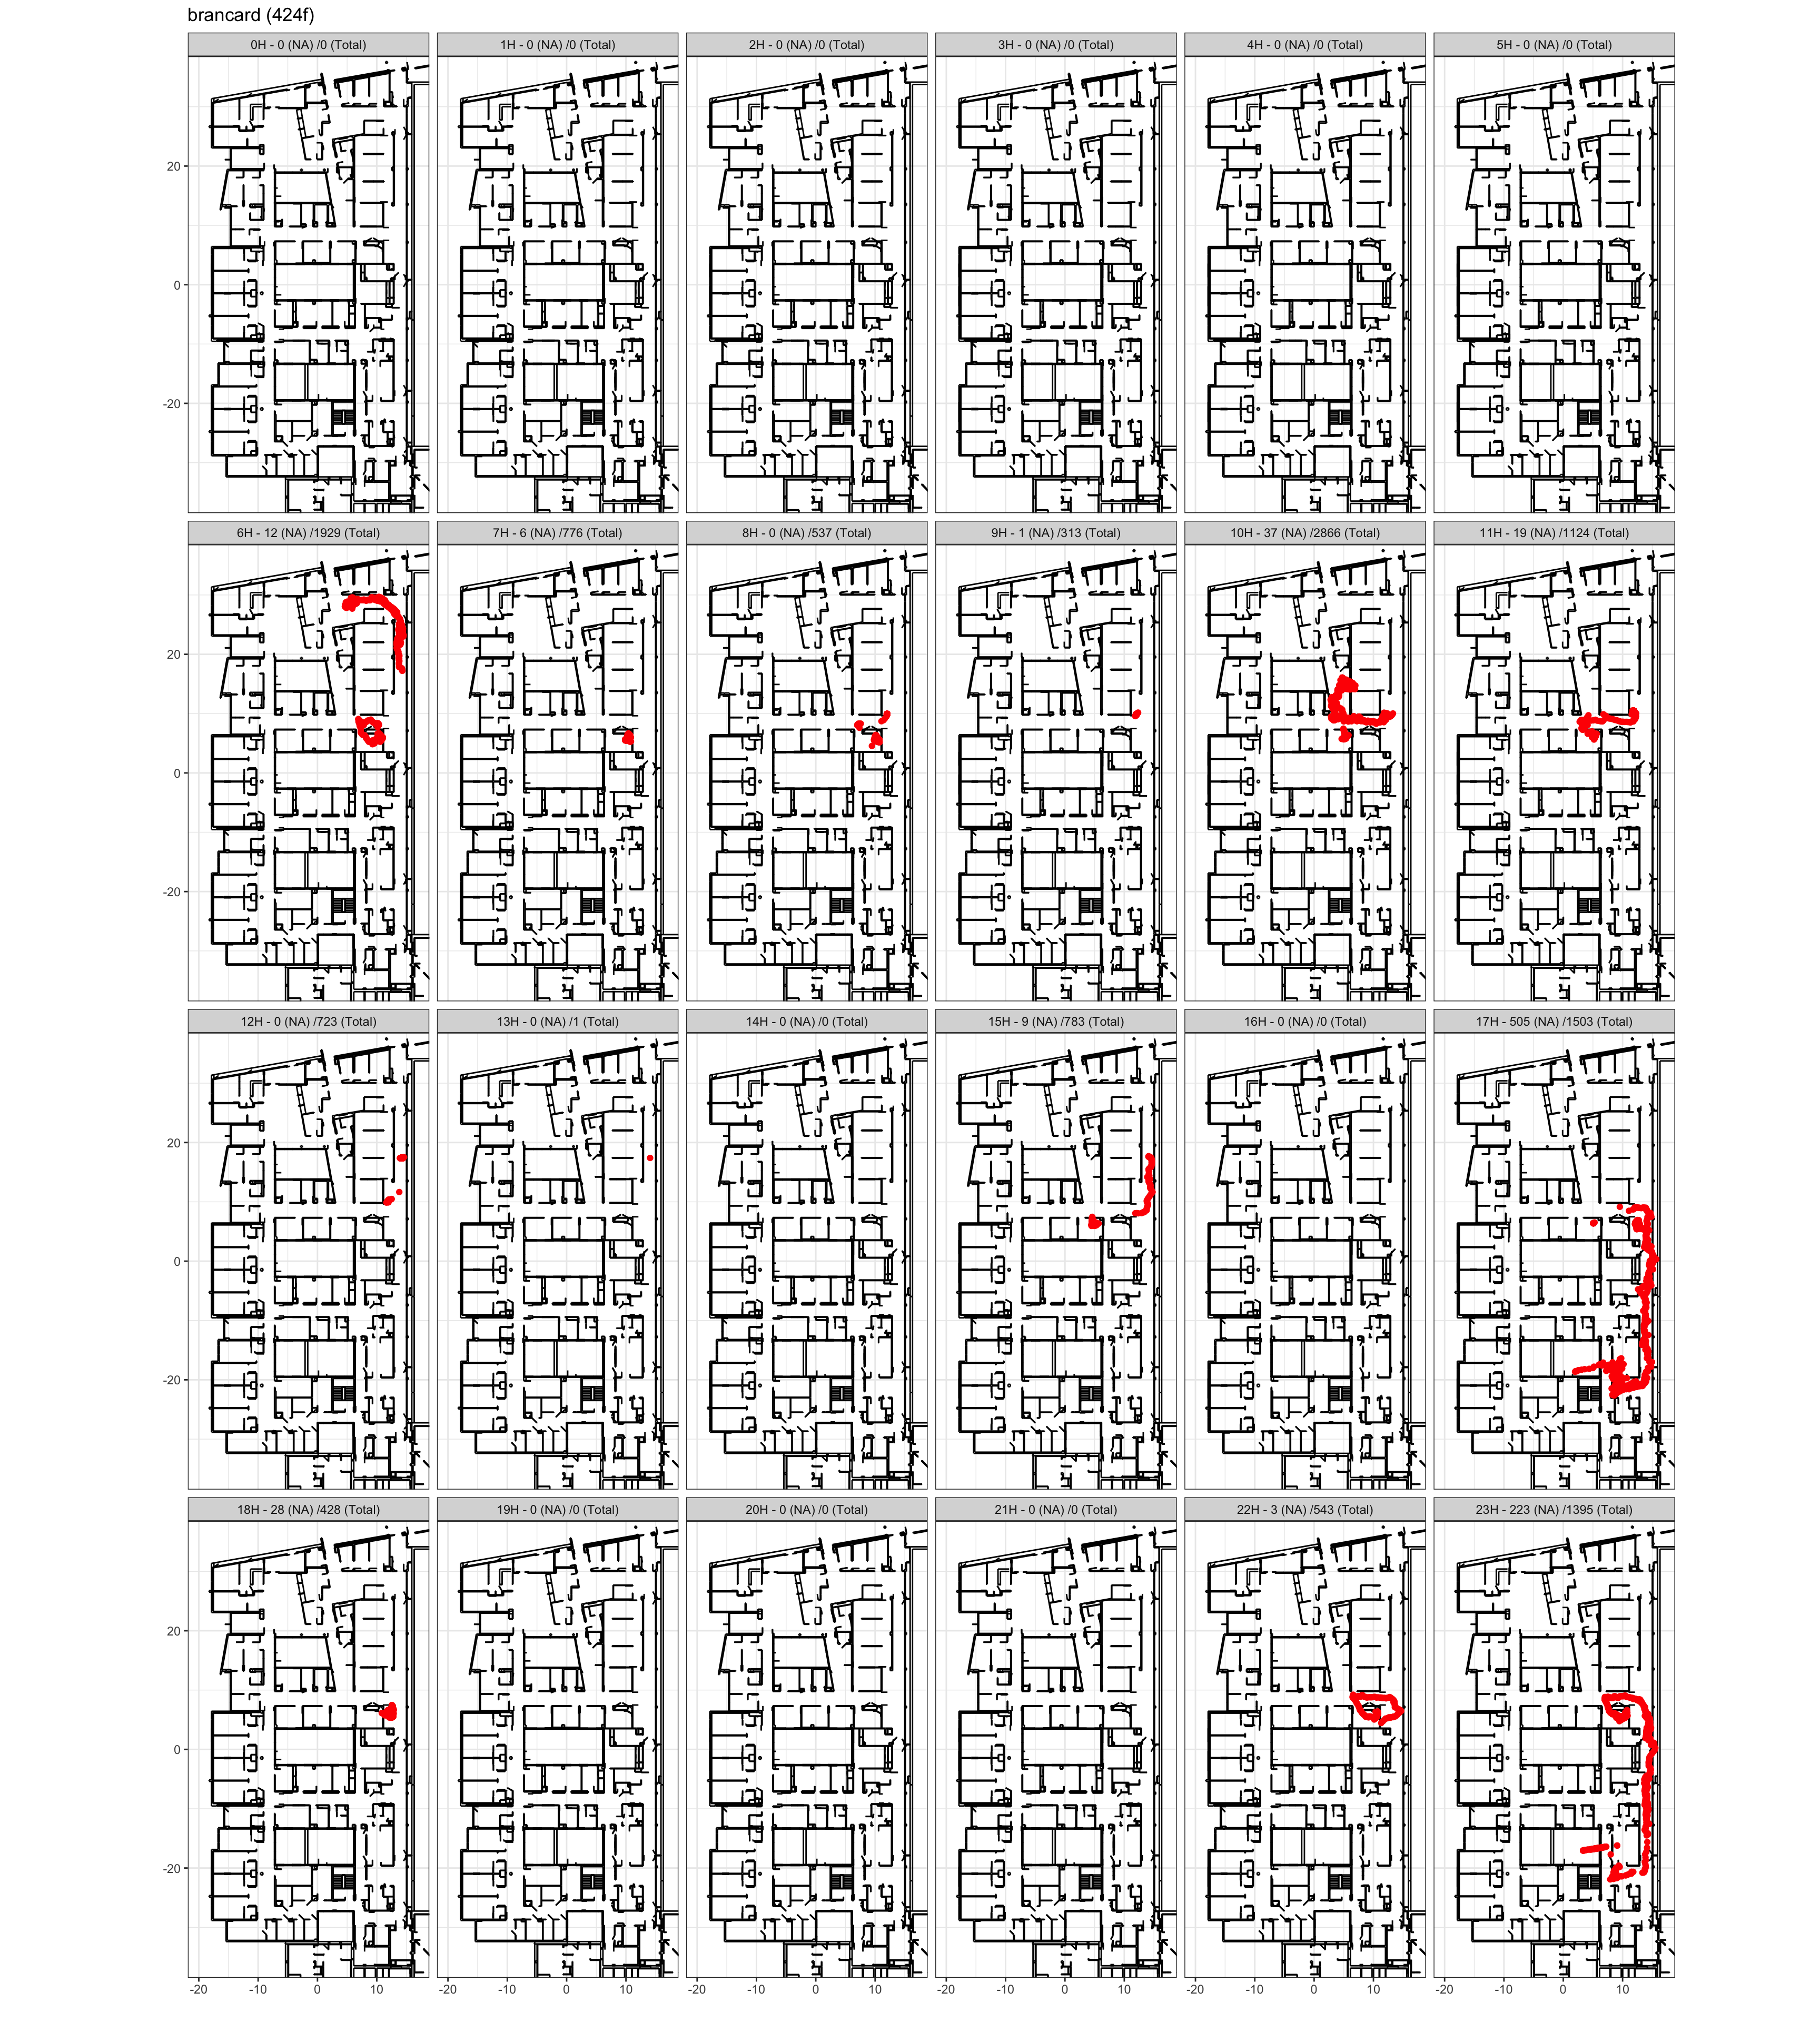 brancard (424f)
0H - 0 (NA) /0 (Total) 1H - 0 (NA) /0 (Total) 2H - 0 (NA) /0 (Total) 3H - 0 (NA) /0 (Total) 4H - 0 (NA) /0 (Total) 5H - 0 (NA) /0 (Total)
20
0
-20
6H - 12 (NA) /1929 (Total) 7H - 6 (NA) /776 (Total) 8H - 0 (NA) /537 (Total) 9H - 1 (NA) /313 (Total) 10H - 37 (NA) /2866 (Total) 11H - 19 (NA) /1124 (Total)
20
0
-20
12H - 0 (NA) /723 (Total) 13H - 0 (NA) /1 (Total) 14H - 0 (NA) /0 (Total) 15H - 9 (NA) /783 (Total) 16H - 0 (NA) /0 (Total) 17H - 505 (NA) /1503 (Total)
20
0
-20
18H - 28 (NA) /428 (Total) 19H - 0 (NA) /0 (Total) 20H - 0 (NA) /0 (Total) 21H - 0 (NA) /0 (Total) 22H - 3 (NA) /543 (Total) 23H - 223 (NA) /1395 (Total)
20
0
-20
-20 -10 0 10 -20 -10 0 10 -20 -10 0 10 -20 -10 0 10 -20 -10 0 10 -20 -10 0 10